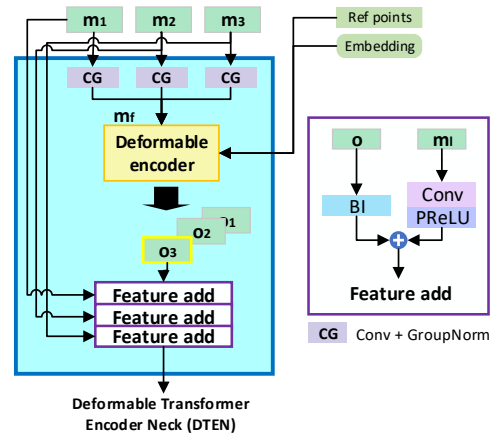 m1
m2
m3
Ref points
Embedding
CG
CG
CG
mf
Deformable
encoder
o1
o2
o3
Feature add
Feature add
Feature add
Deformable Transformer
Encoder Neck (DTEN)
o
ml
BI
Conv
PReLU
+
Feature add
CG Conv + GroupNorm